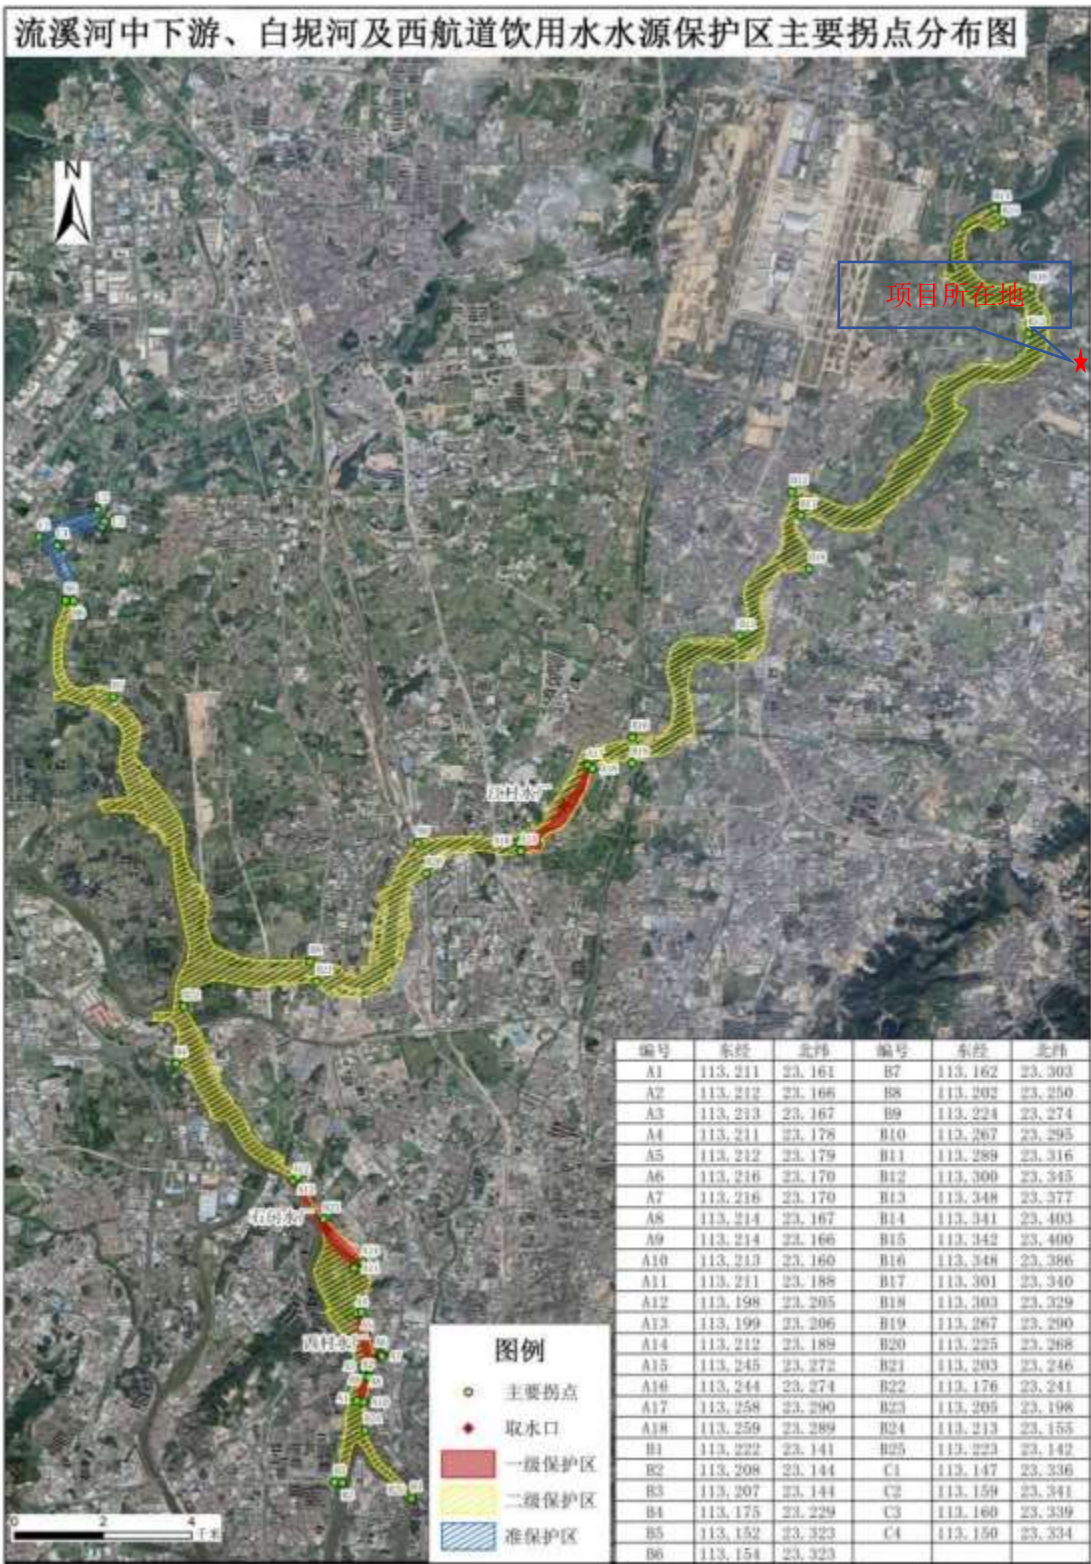 流溪河中下游、白坭河及西航道饮用水水源保护区主要拐点分布图
N
项目所在地
江村水厂
石门水厂
西村水厂
编号 东经 北纬 编号 东经 北纬
A1 113.211 23.161 B7 113.162 23.303
A2 113.212 23.166 B8 113.202 23.250
A3 113.213 23.167 B9 113.224 23.274
A4 113.211 23.178 B10 113.267 23.295
A5 113.212 23.179 B11 113.289 23.316
A6 113.216 23.170 B12 113.300 23.345
A7 113.216 23.170 B13 113.348 23.377
A8 113.214 23.167 B14 113.341 23.403
A9 113.214 23.166 B15 113.342 23.400
A10 113.213 23.160 B16 113.348 23.386
A11 113.211 23.188 B17 113.301 23.340
A12 113.198 23.205 B18 113.303 23.329
A13 113.199 23.206 B19 113.267 23.290
A14 113.212 23.189 B20 113.225 23.268
A15 113.245 23.272 B21 113.203 23.246
A16 113.244 23.274 B22 113.176 23.241
A17 113.258 23.290 B23 113.205 23.198
A18 113.259 23.289 B24 113.213 23.155
B1 113.222 23.141 B25 113.223 23.142
B2 113.208 23.144 C1 113.147 23.336
B3 113.207 23.144 C2 113.159 23.341
B4 113.175 23.229 C3 113.160 23.339
B5 113.152 23.323 C4 113.150 23.334
B6 113.154 23.323
图例
主要拐点
取水口
一级保护区
二级保护区
准保护区
0 2 4 千米